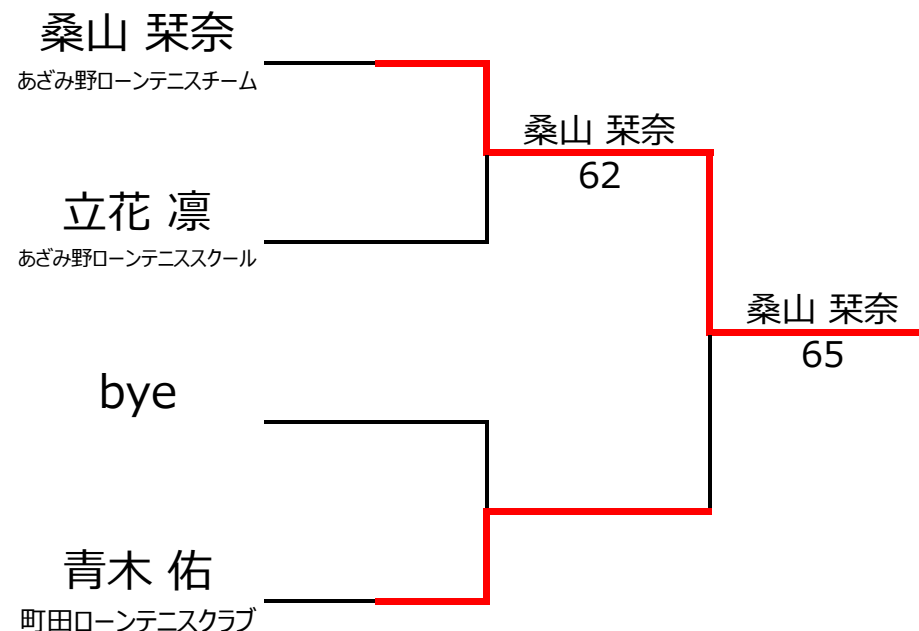 桑山 栞奈
あざみ野ローンテニスチーム
桑山 栞奈
62
立花 凛
あざみ野ローンテニススクール
桑山 栞奈
65
bye
青木 佑
町田ローンテニスクラブ